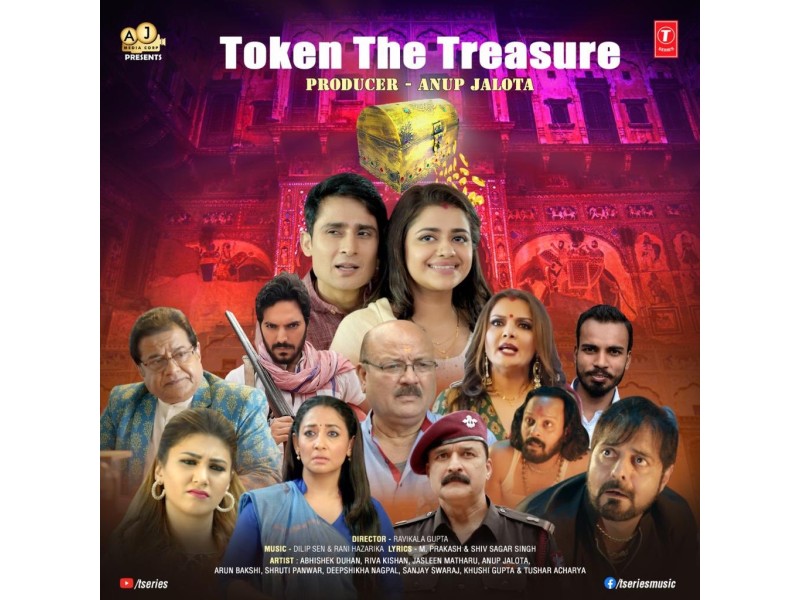 AJ
MEDIA CORP
PRESENTS
T
SERIES
Token The Treasure
PRODUCER - ANUP JALOTA
DIRECTOR - RAVIKALA GUPTA
MUSIC - DILIP SEN & RANI HAZARIKA LYRICS - M. PRAKASH & SHIV SAGAR SINGH
ARTIST : ABHISHEK DUHAN, RIVA KISHAN, JASLEEN MATHARU, ANUP JALOTA,
ARUN BAKSHI, SHRUTI PANWAR, DEEPSHIKHA NAGPAL, SANJAY SWARAJ, KHUSHI GUPTA & TUSHAR ACHARYA
/tseries
/tseriesmusic